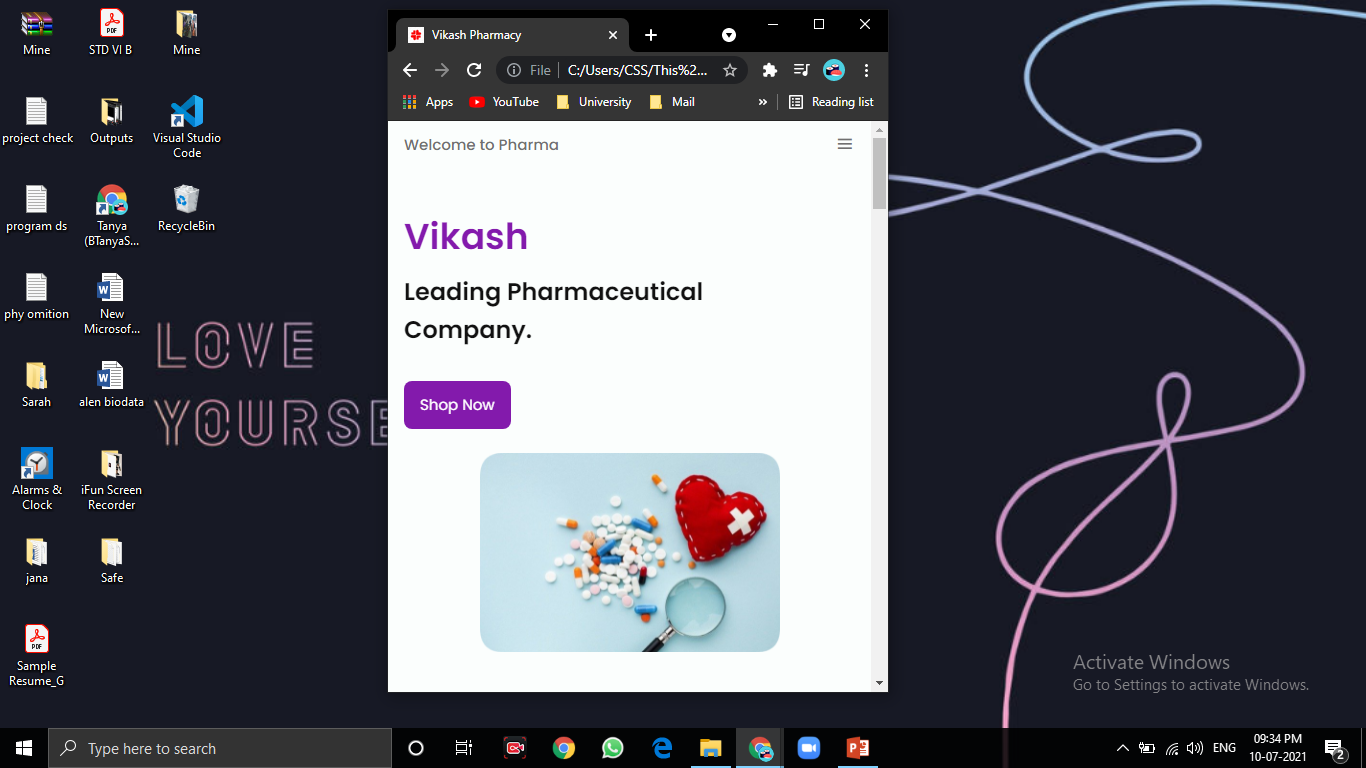 Mine
STD VI B
Mine
project check
Outputs
Visual Studio
Code
program ds
Tanya
(BTanyaS...
RecycleBin
phy omition
New
Microsof...
Sarah
alen biodata
Alarms &
Clock
iFun Screen
Recorder
jana
Safe
Sample
Resume_G
LOVE
YOURSE
Vikash Pharmacy
File
C:/Users/CSS/This%2...
Apps
YouTube
University
Mail
»
Reading list
Welcome to Pharma
Vikash
Leading Pharmaceutical
Company.
Shop Now
Activate Windows
Go to Settings to activate Windows.
Type here to search
ENG
09:34 PM
10-07-2021
2